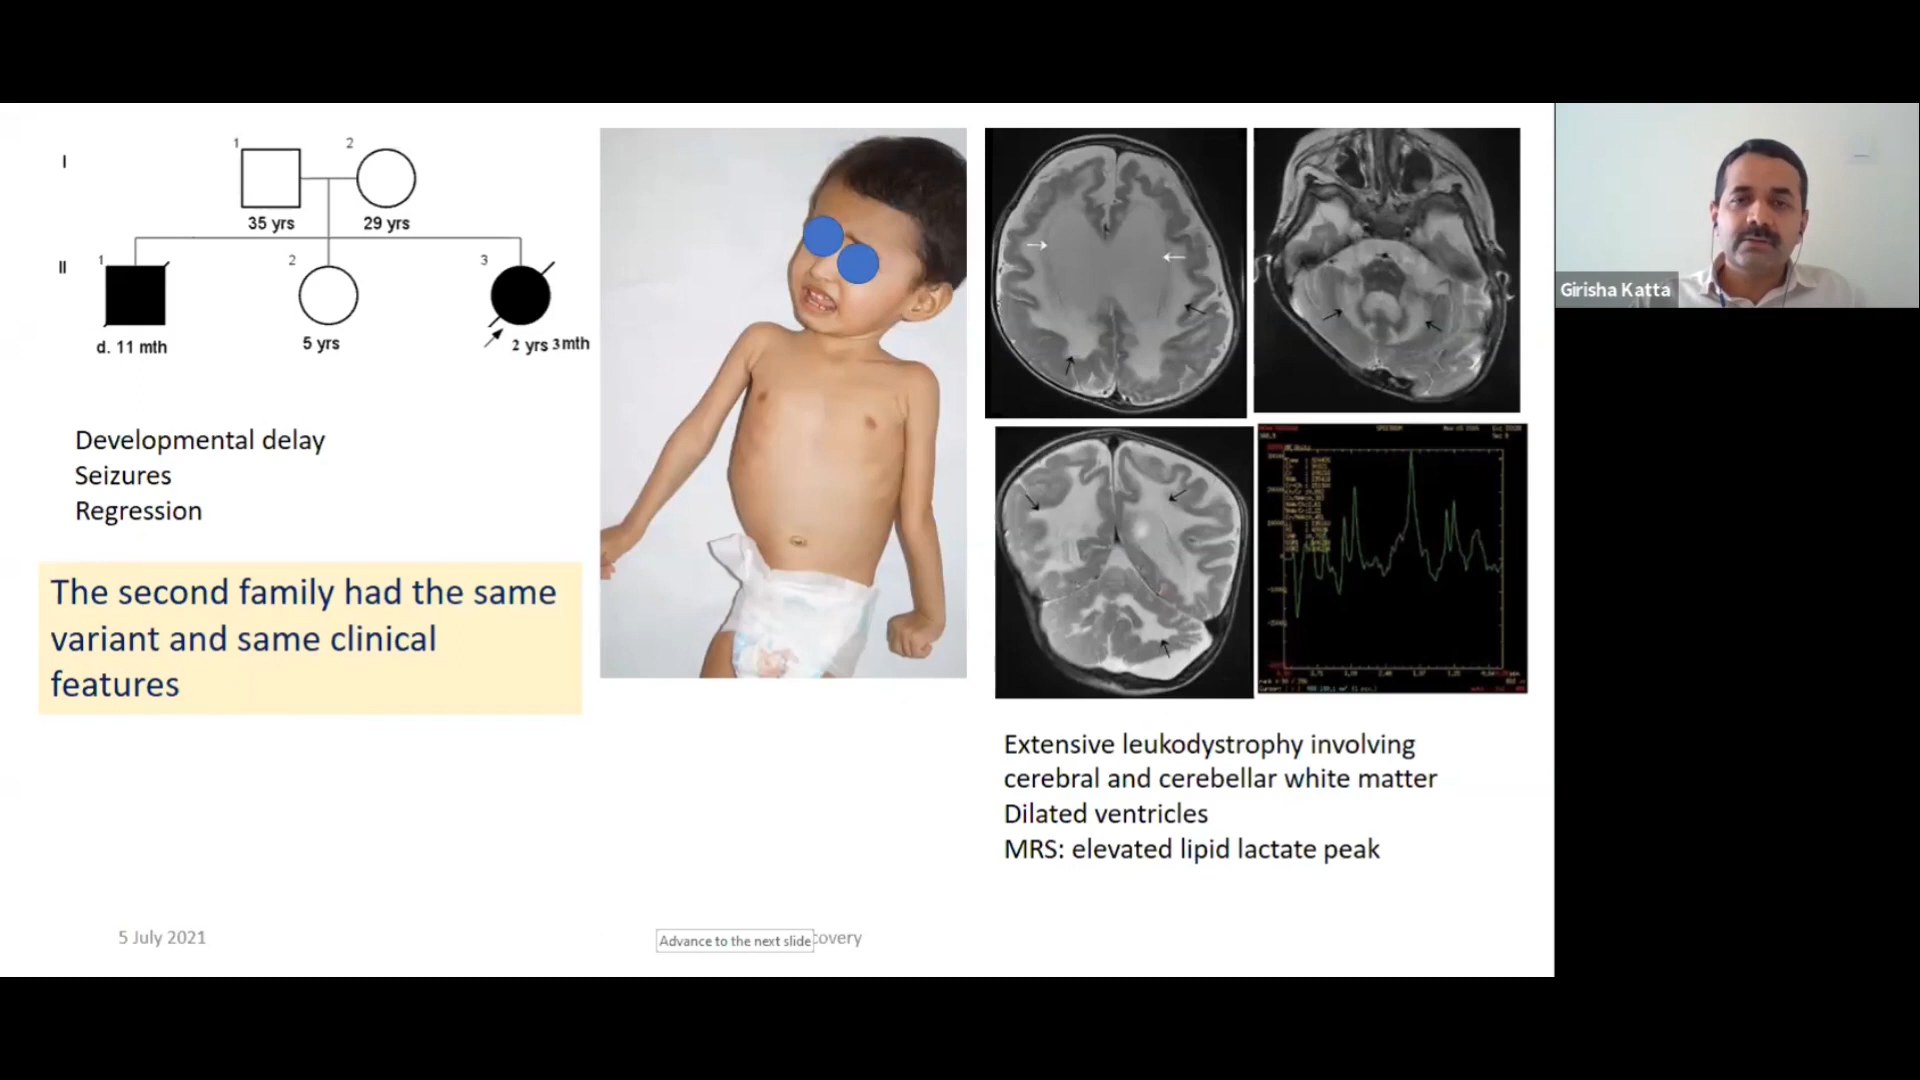 I
1
2
35 yrs
29 yrs
II
1
2
3
d. 11 mth
5 yrs
2 yrs 3mth
Developmental delay
Seizures
Regression
The second family had the same
variant and same clinical
features
Extensive leukodystrophy involving
cerebral and cerebellar white matter
Dilated ventricles
MRS: elevated lipid lactate peak
5 July 2021
Advance to the next slide
covery
Girisha Katta